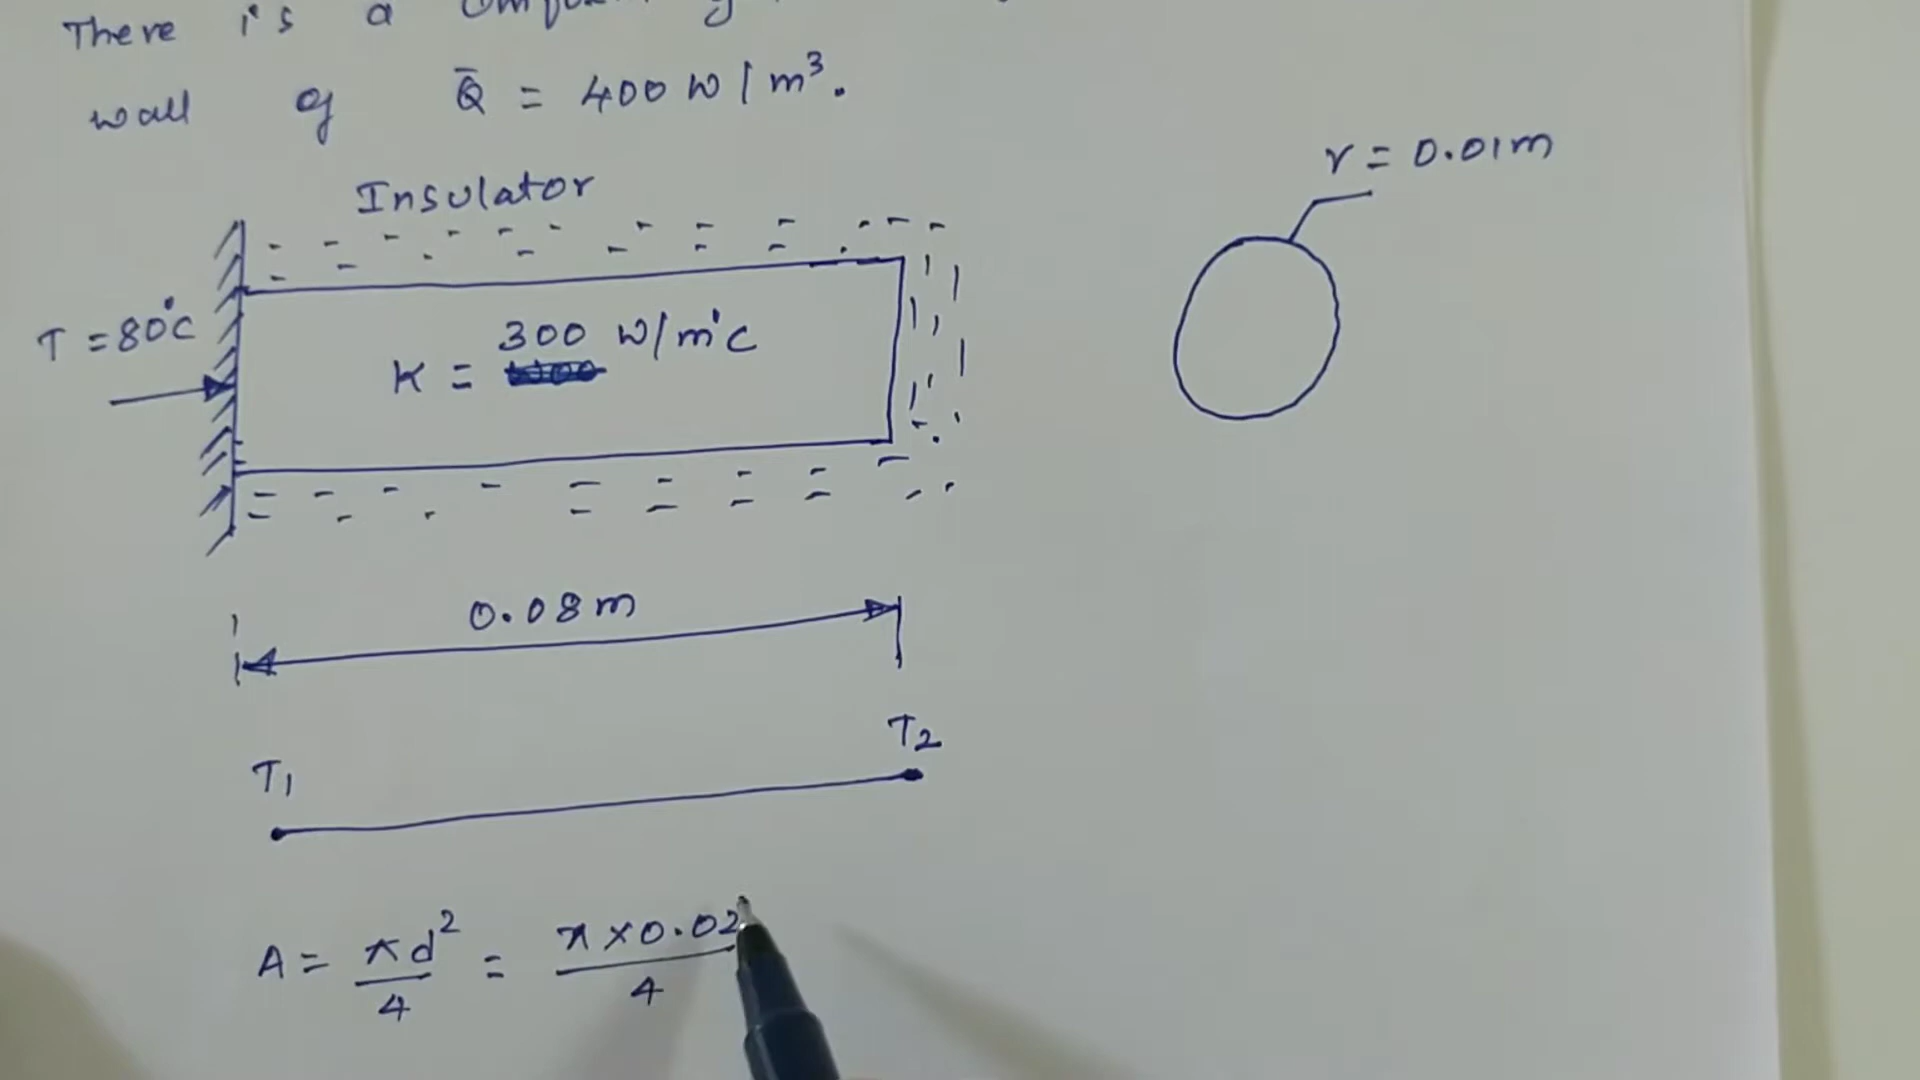 There is a
wall of Q̄ = 400 W/m³.
Insulator
r = 0.01m
T = 80°C
300 W/m°C
K =
0.08 m
T₂
T₁
A = πd²/4 = π×0.02/4